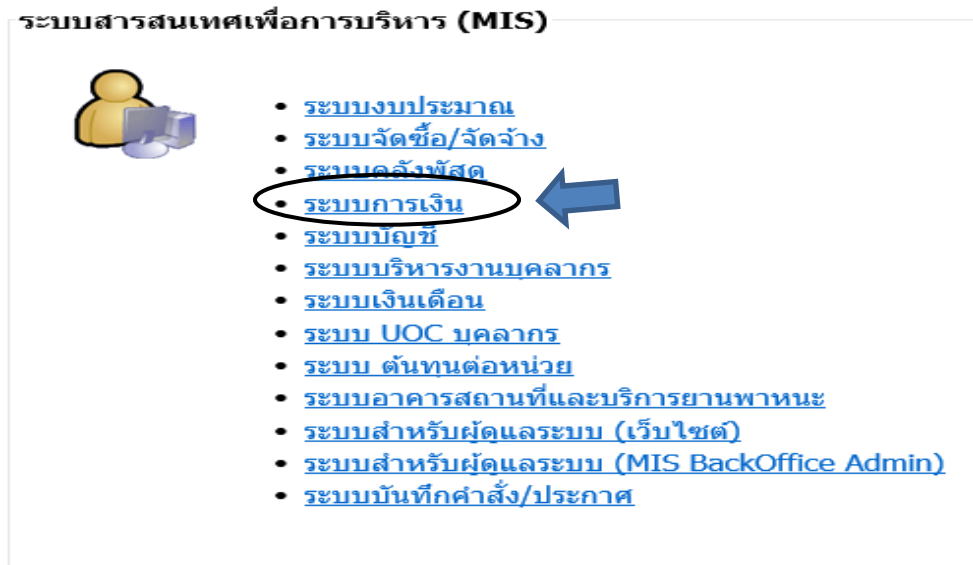 ระบบสารสนเทศเพื่อการบริหาร (MIS)
ระบบงบประมาณ
ระบบจัดซื้อ/จัดจ้าง
ระบบคลังพัสดุ
ระบบการเงิน
ระบบบัญชี
ระบบบริหารงานบุคลากร
ระบบเงินเดือน
ระบบ UOC บุคลากร
ระบบ ต้นทุนต่อหน่วย
ระบบอาคารสถานที่และบริการยานพาหนะ
ระบบสำหรับผู้ดูแลระบบ (เว็บไซต์)
ระบบสำหรับผู้ดูแลระบบ (MIS BackOffice Admin)
ระบบบันทึกคำสั่ง/ประกาศ